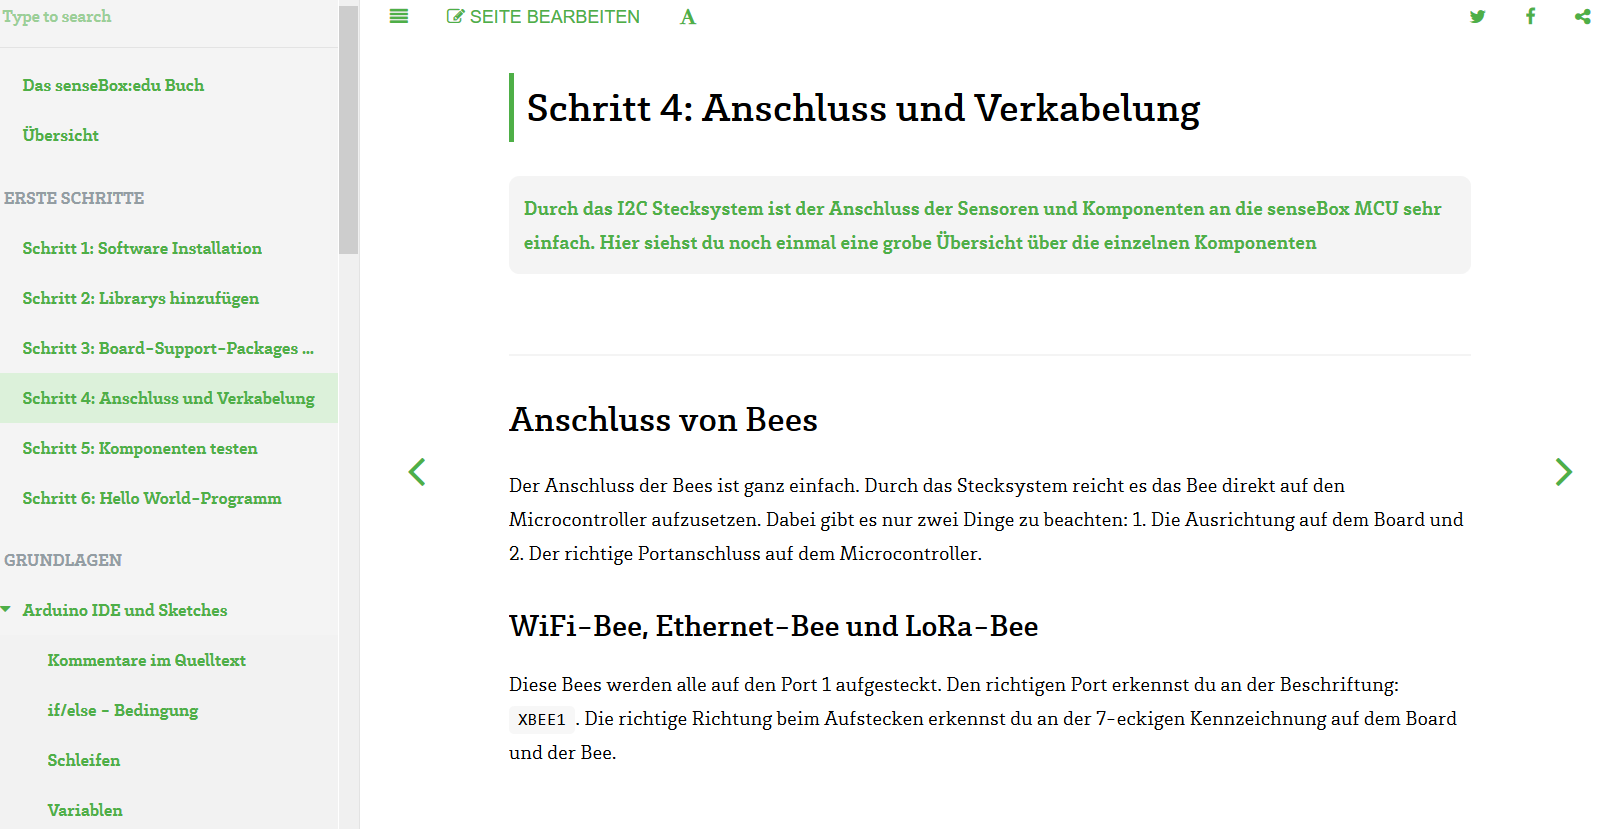 Type to search
Das senseBox:edu Buch
Übersicht
ERSTE SCHRITTE
Schritt 1: Software Installation
Schritt 2: Librarys hinzufügen
Schritt 3: Board-Support-Packages ...
Schritt 4: Anschluss und Verkabelung
Schritt 5: Komponenten testen
Schritt 6: Hello World-Programm
GRUNDLAGEN
Arduino IDE und Sketches
Kommentare im Quelltext
if/else - Bedingung
Schleifen
Variablen
SEITE BEARBEITEN
A
Schritt 4: Anschluss und Verkabelung
Durch das I2C Stecksystem ist der Anschluss der Sensoren und Komponenten an die senseBox MCU sehr
einfach. Hier siehst du noch einmal eine grobe Übersicht über die einzelnen Komponenten
Anschluss von Bees
Der Anschluss der Bees ist ganz einfach. Durch das Stecksystem reicht es das Bee direkt auf den
Microcontroller aufzusetzen. Dabei gibt es nur zwei Dinge zu beachten: 1. Die Ausrichtung auf dem Board und
2. Der richtige Portanschluss auf dem Microcontroller.
WiFi-Bee, Ethernet-Bee und LoRa-Bee
Diese Bees werden alle auf den Port 1 aufgesteckt. Den richtigen Port erkennst du an der Beschriftung:
XBEE1 . Die richtige Richtung beim Aufstecken erkennst du an der 7-eckigen Kennzeichnung auf dem Board
und der Bee.